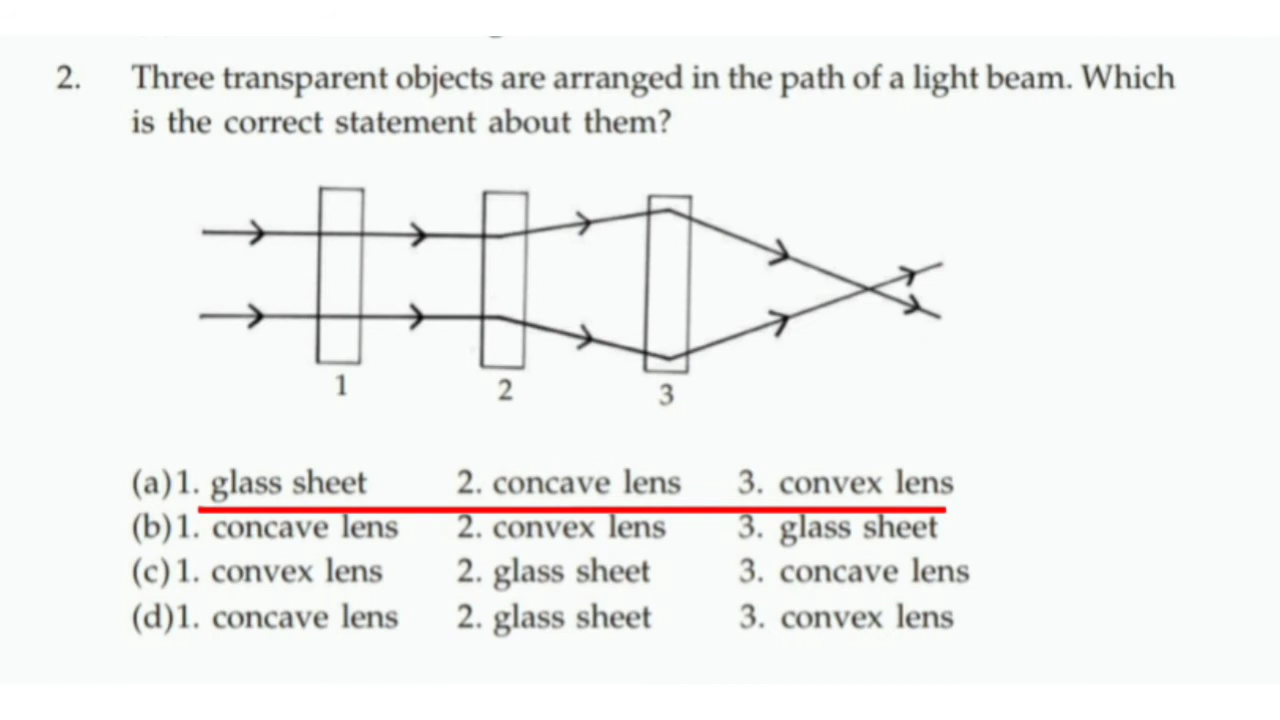 2. Three transparent objects are arranged in the path of a light beam. Which
is the correct statement about them?
1 2 3
(a) 1. glass sheet 2. concave lens 3. convex lens
(b) 1. concave lens 2. convex lens 3. glass sheet
(c) 1. convex lens 2. glass sheet 3. concave lens
(d) 1. concave lens 2. glass sheet 3. convex lens